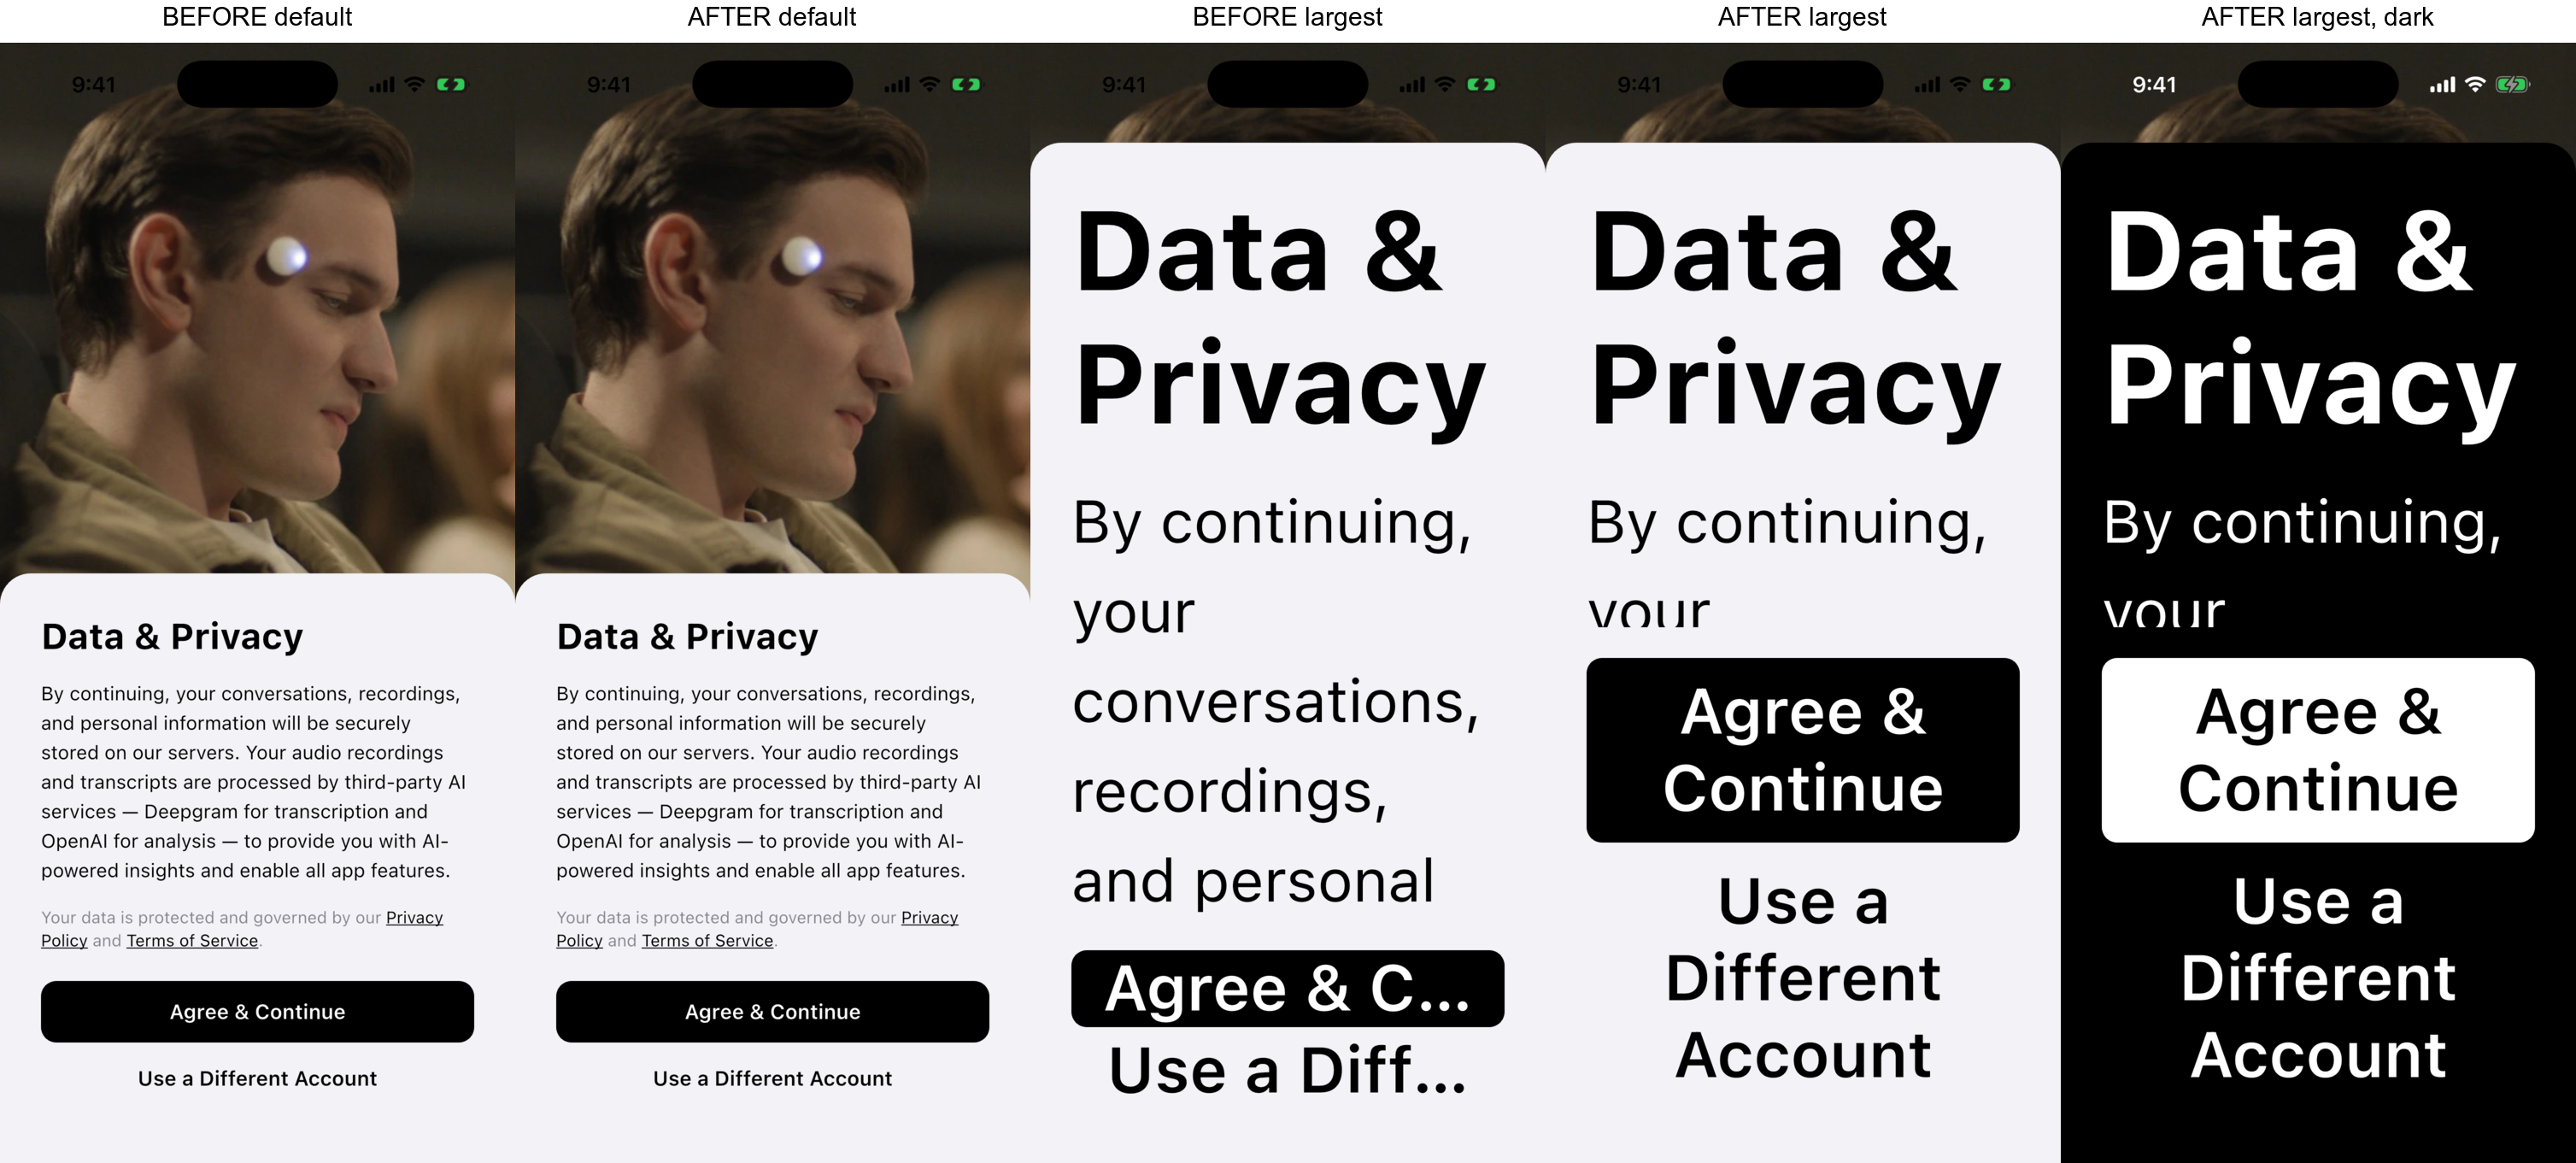 BEFORE default
AFTER default
BEFORE largest
AFTER largest
AFTER largest, dark
9:41
Data & Privacy
By continuing, your conversations, recordings,
and personal information will be securely
stored on our servers. Your audio recordings
and transcripts are processed by third-party AI
services — Deepgram for transcription and
OpenAI for analysis — to provide you with AI-
powered insights and enable all app features.
Your data is protected and governed by our Privacy
Policy and Terms of Service.
Agree & Continue
Use a Different Account
9:41
Data & Privacy
By continuing, your conversations, recordings,
and personal information will be securely
stored on our servers. Your audio recordings
and transcripts are processed by third-party AI
services — Deepgram for transcription and
OpenAI for analysis — to provide you with AI-
powered insights and enable all app features.
Your data is protected and governed by our Privacy
Policy and Terms of Service.
Agree & Continue
Use a Different Account
9:41
Data &
Privacy
By continuing,
your
conversations,
recordings,
and personal
Agree & C...
Use a Diff...
9:41
Data &
Privacy
By continuing,
your
Agree &
Continue
Use a
Different
Account
9:41
Data &
Privacy
By continuing,
your
Agree &
Continue
Use a
Different
Account